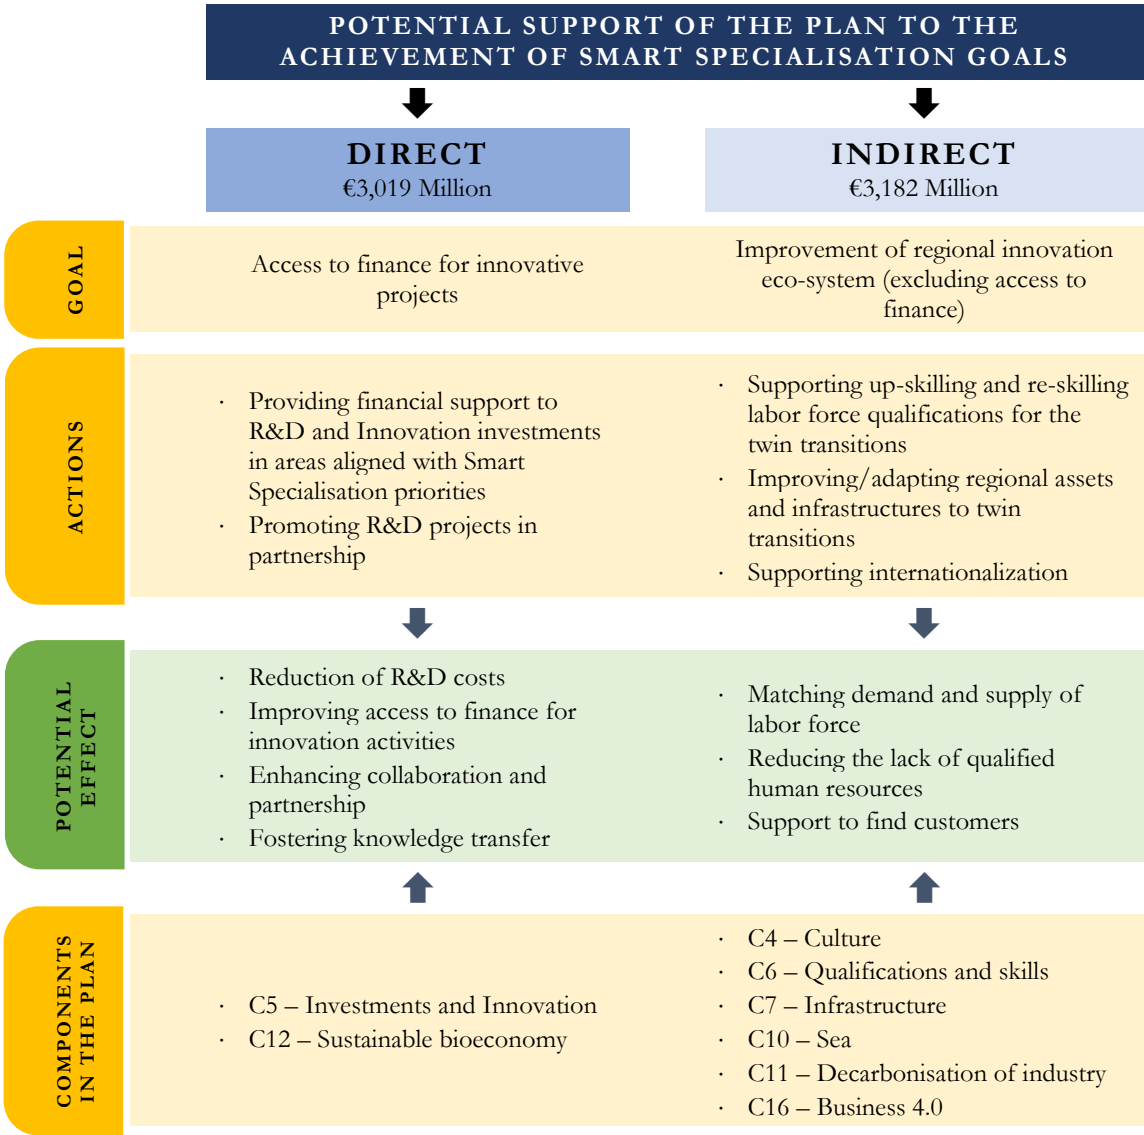 POTENTIAL SUPPORT OF THE PLAN TO THE
ACHIEVEMENT OF SMART SPECIALISATION GOALS
DIRECT
€3,019 Million
INDIRECT
€3,182 Million
GOAL
Access to finance for innovative
projects
Improvement of regional innovation
eco-system (excluding access to
finance)
ACTIONS
· Providing financial support to
R&D and Innovation investments
in areas aligned with Smart
Specialisation priorities
· Promoting R&D projects in
partnership
· Supporting up-skilling and re-skilling
labor force qualifications for the
twin transitions
· Improving/adapting regional assets
and infrastructures to twin
transitions
· Supporting internationalization
POTENTIAL
EFFECT
· Reduction of R&D costs
· Improving access to finance for
innovation activities
· Enhancing collaboration and
partnership
· Fostering knowledge transfer
· Matching demand and supply of
labor force
· Reducing the lack of qualified
human resources
· Support to find customers
COMPONENTS
IN THE PLAN
· C5 – Investments and Innovation
· C12 – Sustainable bioeconomy
· C4 – Culture
· C6 – Qualifications and skills
· C7 – Infrastructure
· C10 – Sea
· C11 – Decarbonisation of industry
· C16 – Business 4.0